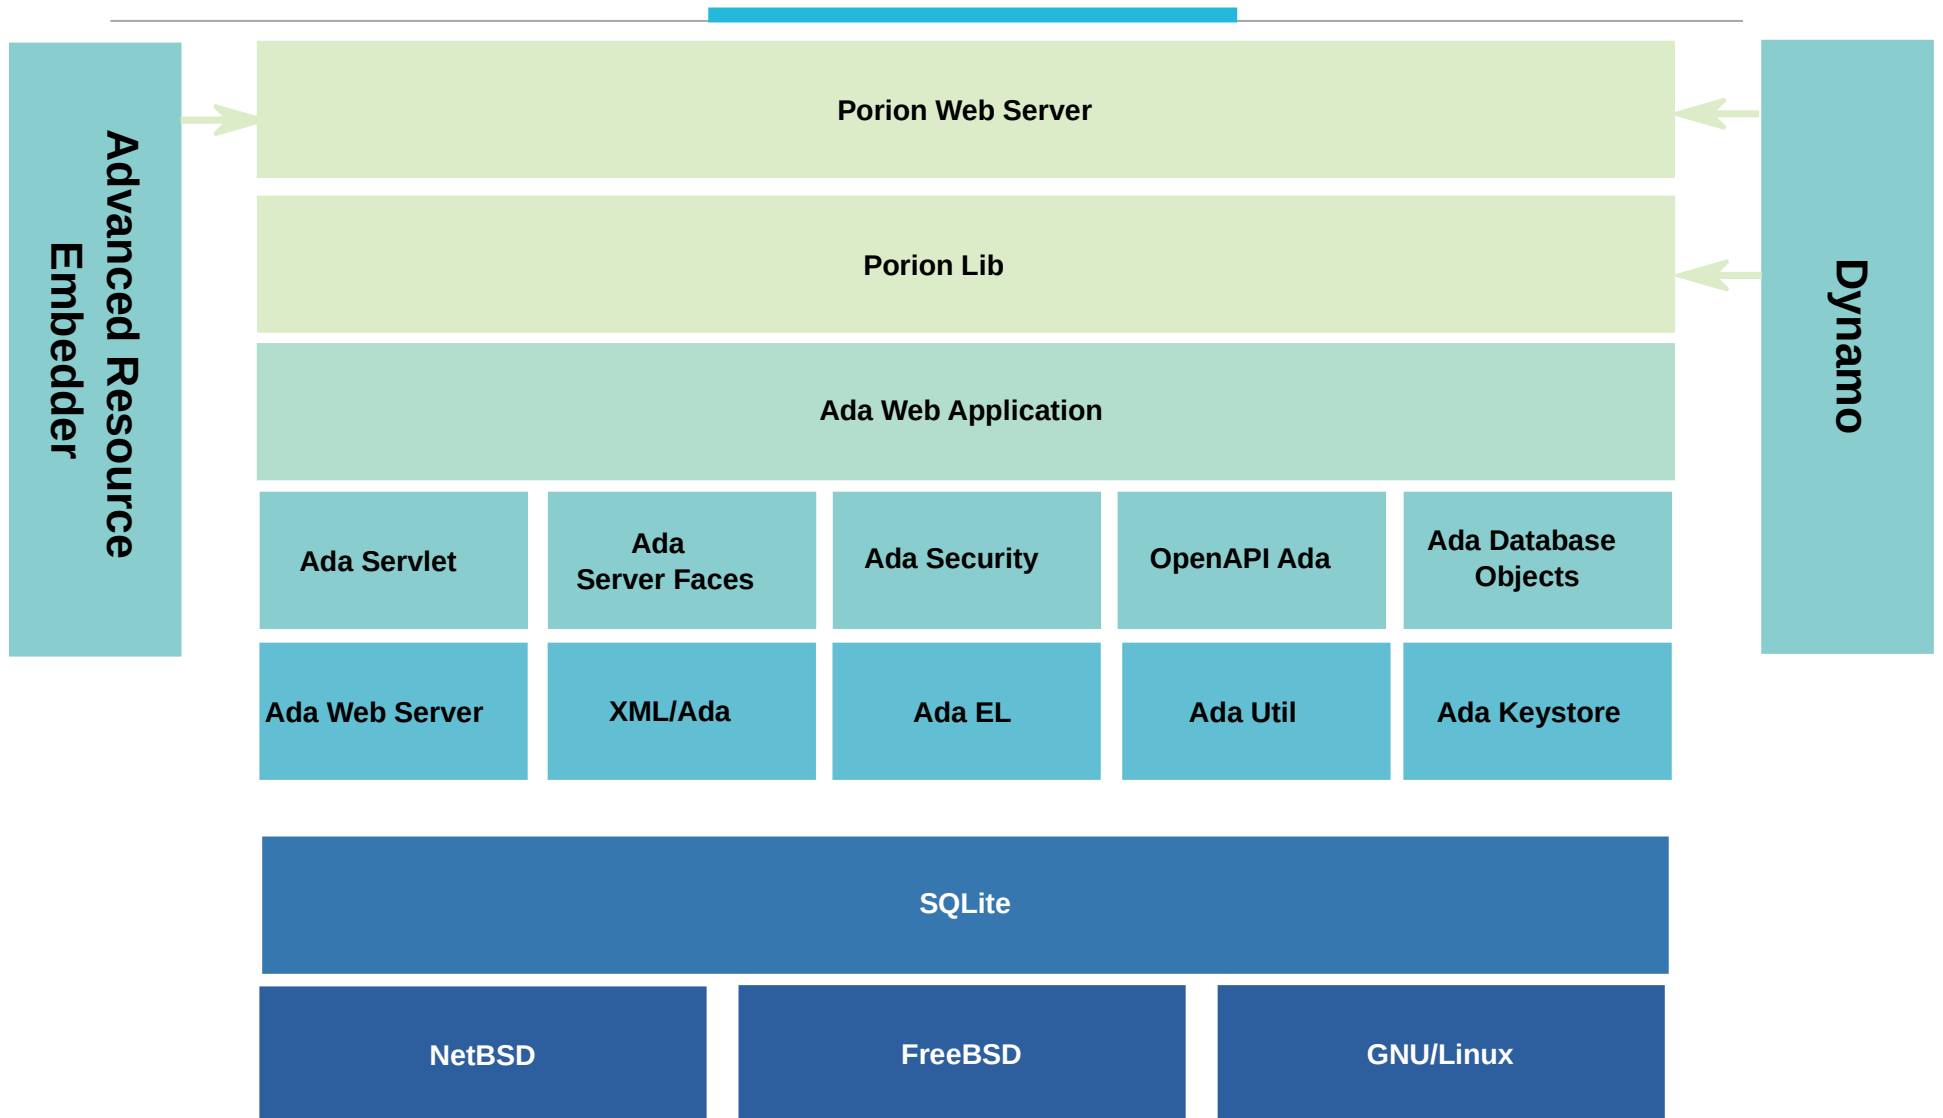 Advanced Resource
Embedder
Porion Web Server
Porion Lib
Dynamo
Ada Web Application
Ada Servlet
Ada
Server Faces
Ada Security
OpenAPI Ada
Ada Database
Objects
Ada Web Server
XML/Ada
Ada EL
Ada Util
Ada Keystore
SQLite
NetBSD
FreeBSD
GNU/Linux